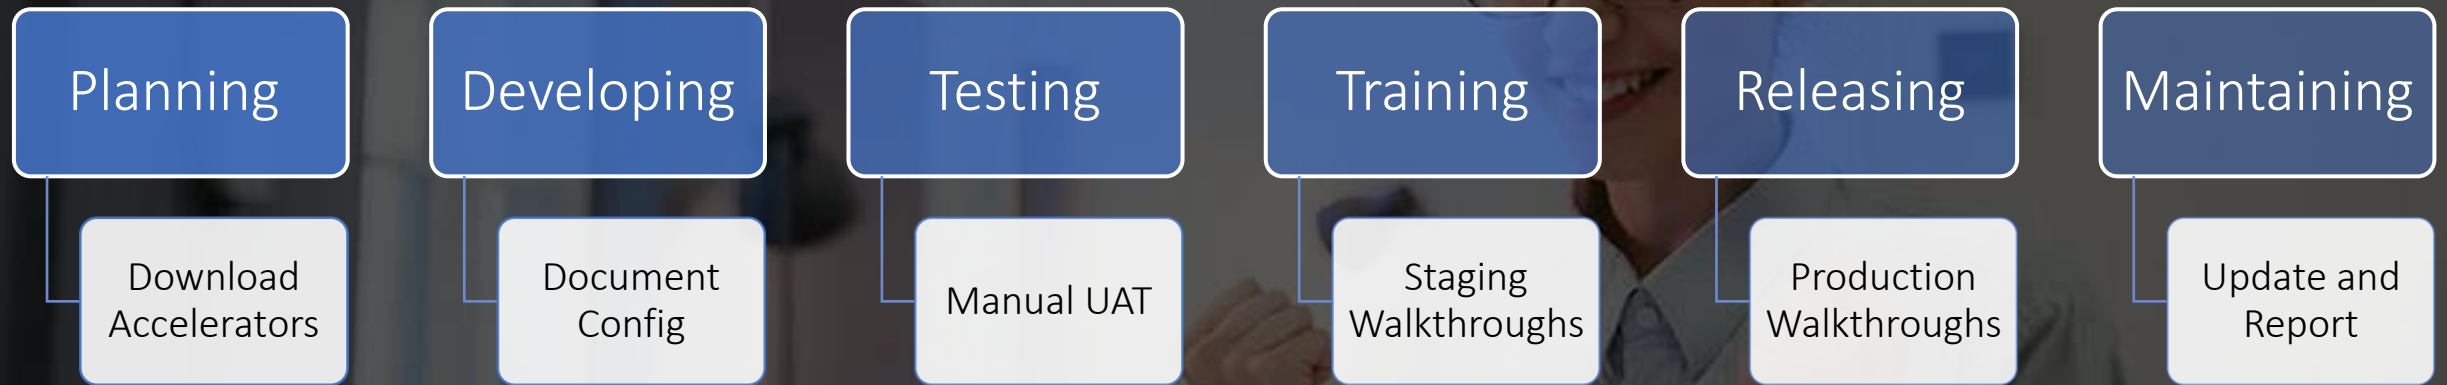 Planning
Developing
Testing
Training
Releasing
Maintaining
Download
Accelerators
Document
Config
Manual UAT
Staging
Walkthroughs
Production
Walkthroughs
Update and
Report